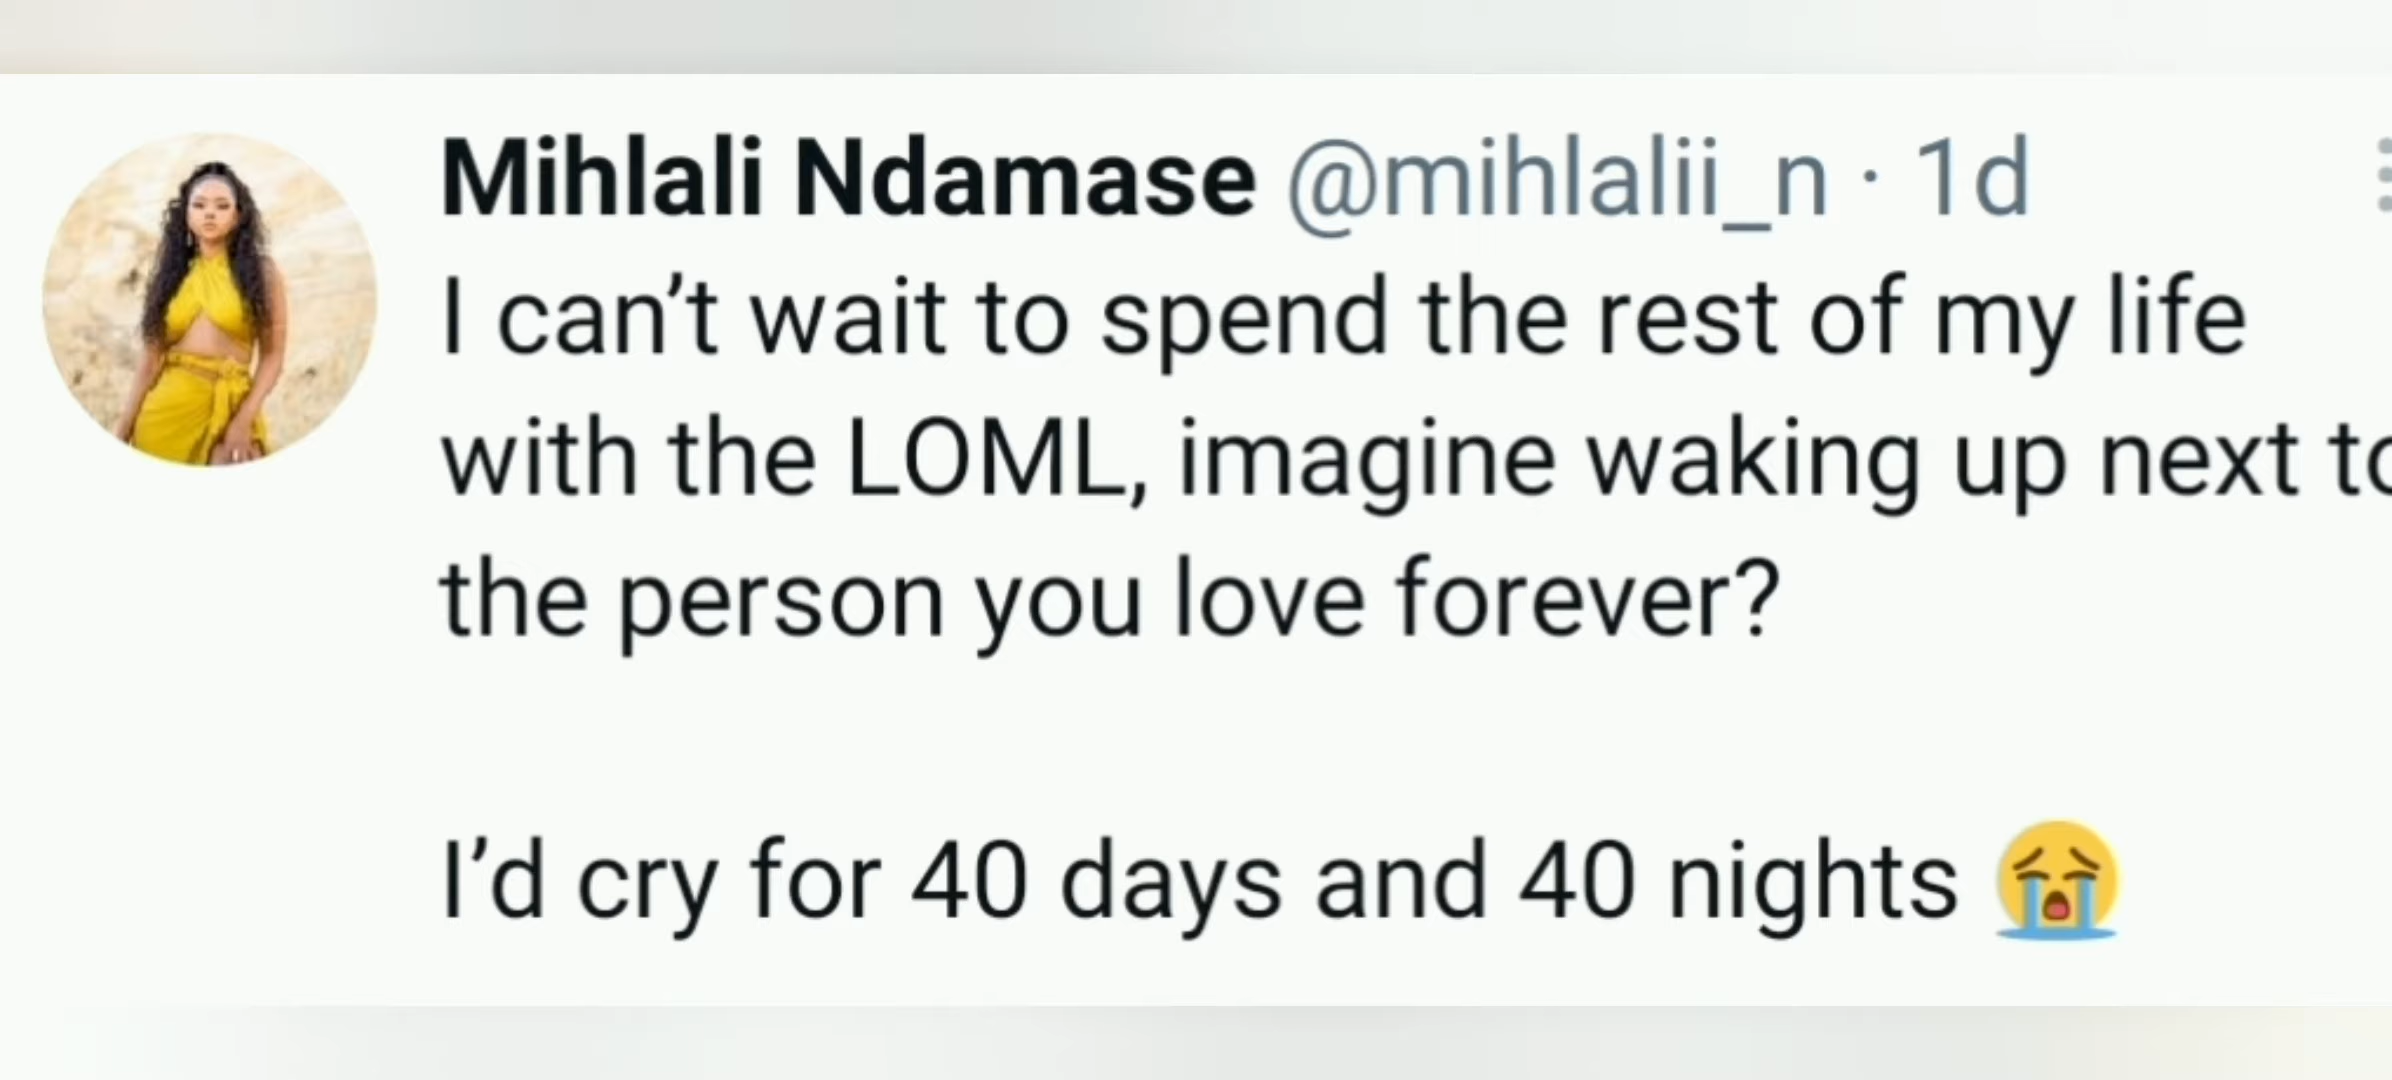 Mihlali Ndamase @mihlalii_n · 1d
I can’t wait to spend the rest of my life
with the LOML, imagine waking up next to
the person you love forever?
I’d cry for 40 days and 40 nights 😭